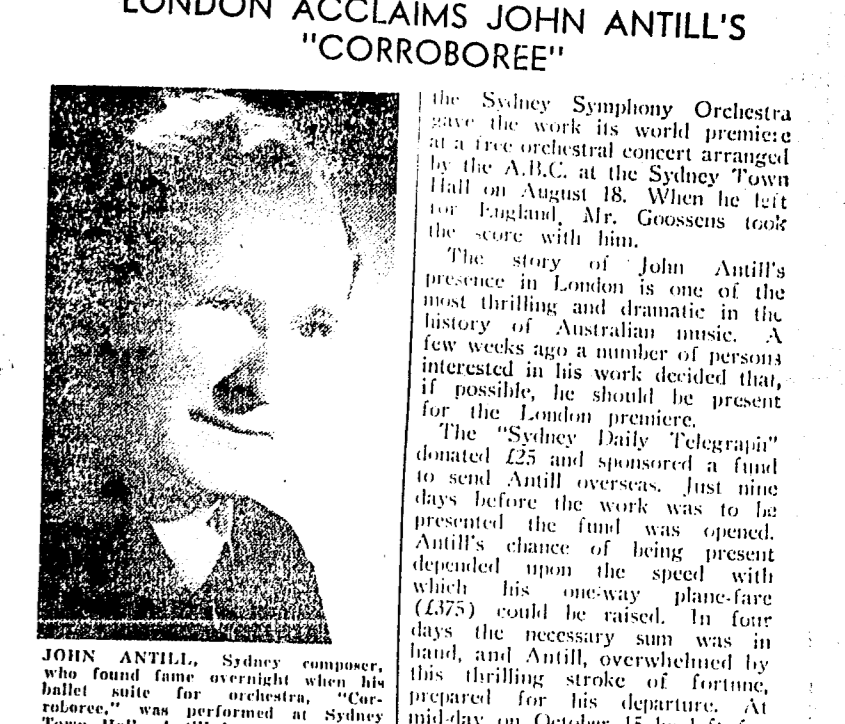 LONDON ACCLAIMS JOHN ANTILL'S
"CORROBOREE"
JOHN ANTILL, Sydney composer,
who found fame overnight when his
ballet suite for orchestra, "Cor-
roboree," was performed at Sydney
Town Hall
the Sydney Symphony Orchestra
gave the work its world premiere
at a free orchestral concert arranged
by the A.B.C. at the Sydney Town
Hall on August 18. When he left
for England, Mr. Goossens took
the score with him.
The story of John Antill's
presence in London is one of the
most thrilling and dramatic in the
history of Australian music. A
few weeks ago a number of persons
interested in his work decided that,
if possible, he should be present
for the London premiere.
The "Sydney Daily Telegraph"
donated £25 and sponsored a fund
to send Antill overseas. Just nine
days before the work was to be
presented the fund was opened.
Antill's chance of being present
depended upon the speed with
which his one-way plane-fare
(£375) could be raised. In four
days the necessary sum was in
hand, and Antill, overwhelmed by
this thrilling stroke of fortune,
prepared for his departure. At
mid-day on October 15 he left